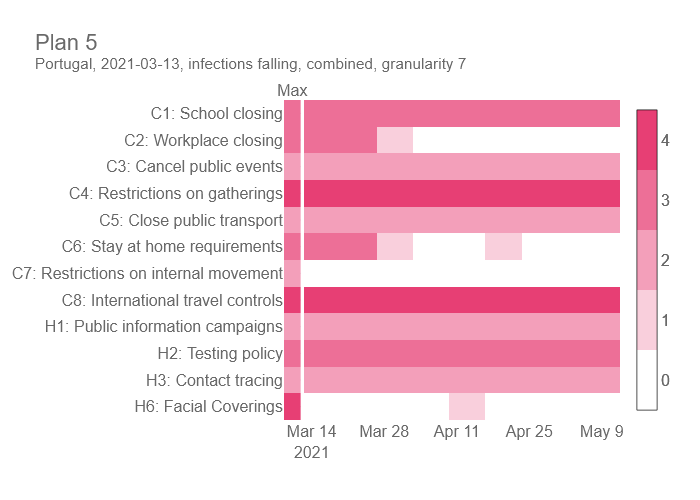 Plan 5
Portugal, 2021-03-13, infections falling, combined, granularity 7
Max
C1: School closing
C2: Workplace closing
C3: Cancel public events
C4: Restrictions on gatherings
C5: Close public transport
C6: Stay at home requirements
C7: Restrictions on internal movement
C8: International travel controls
H1: Public information campaigns
H2: Testing policy
H3: Contact tracing
H6: Facial Coverings
Mar 14 Mar 28 Apr 11 Apr 25 May 9
2021
4
3
2
1
0